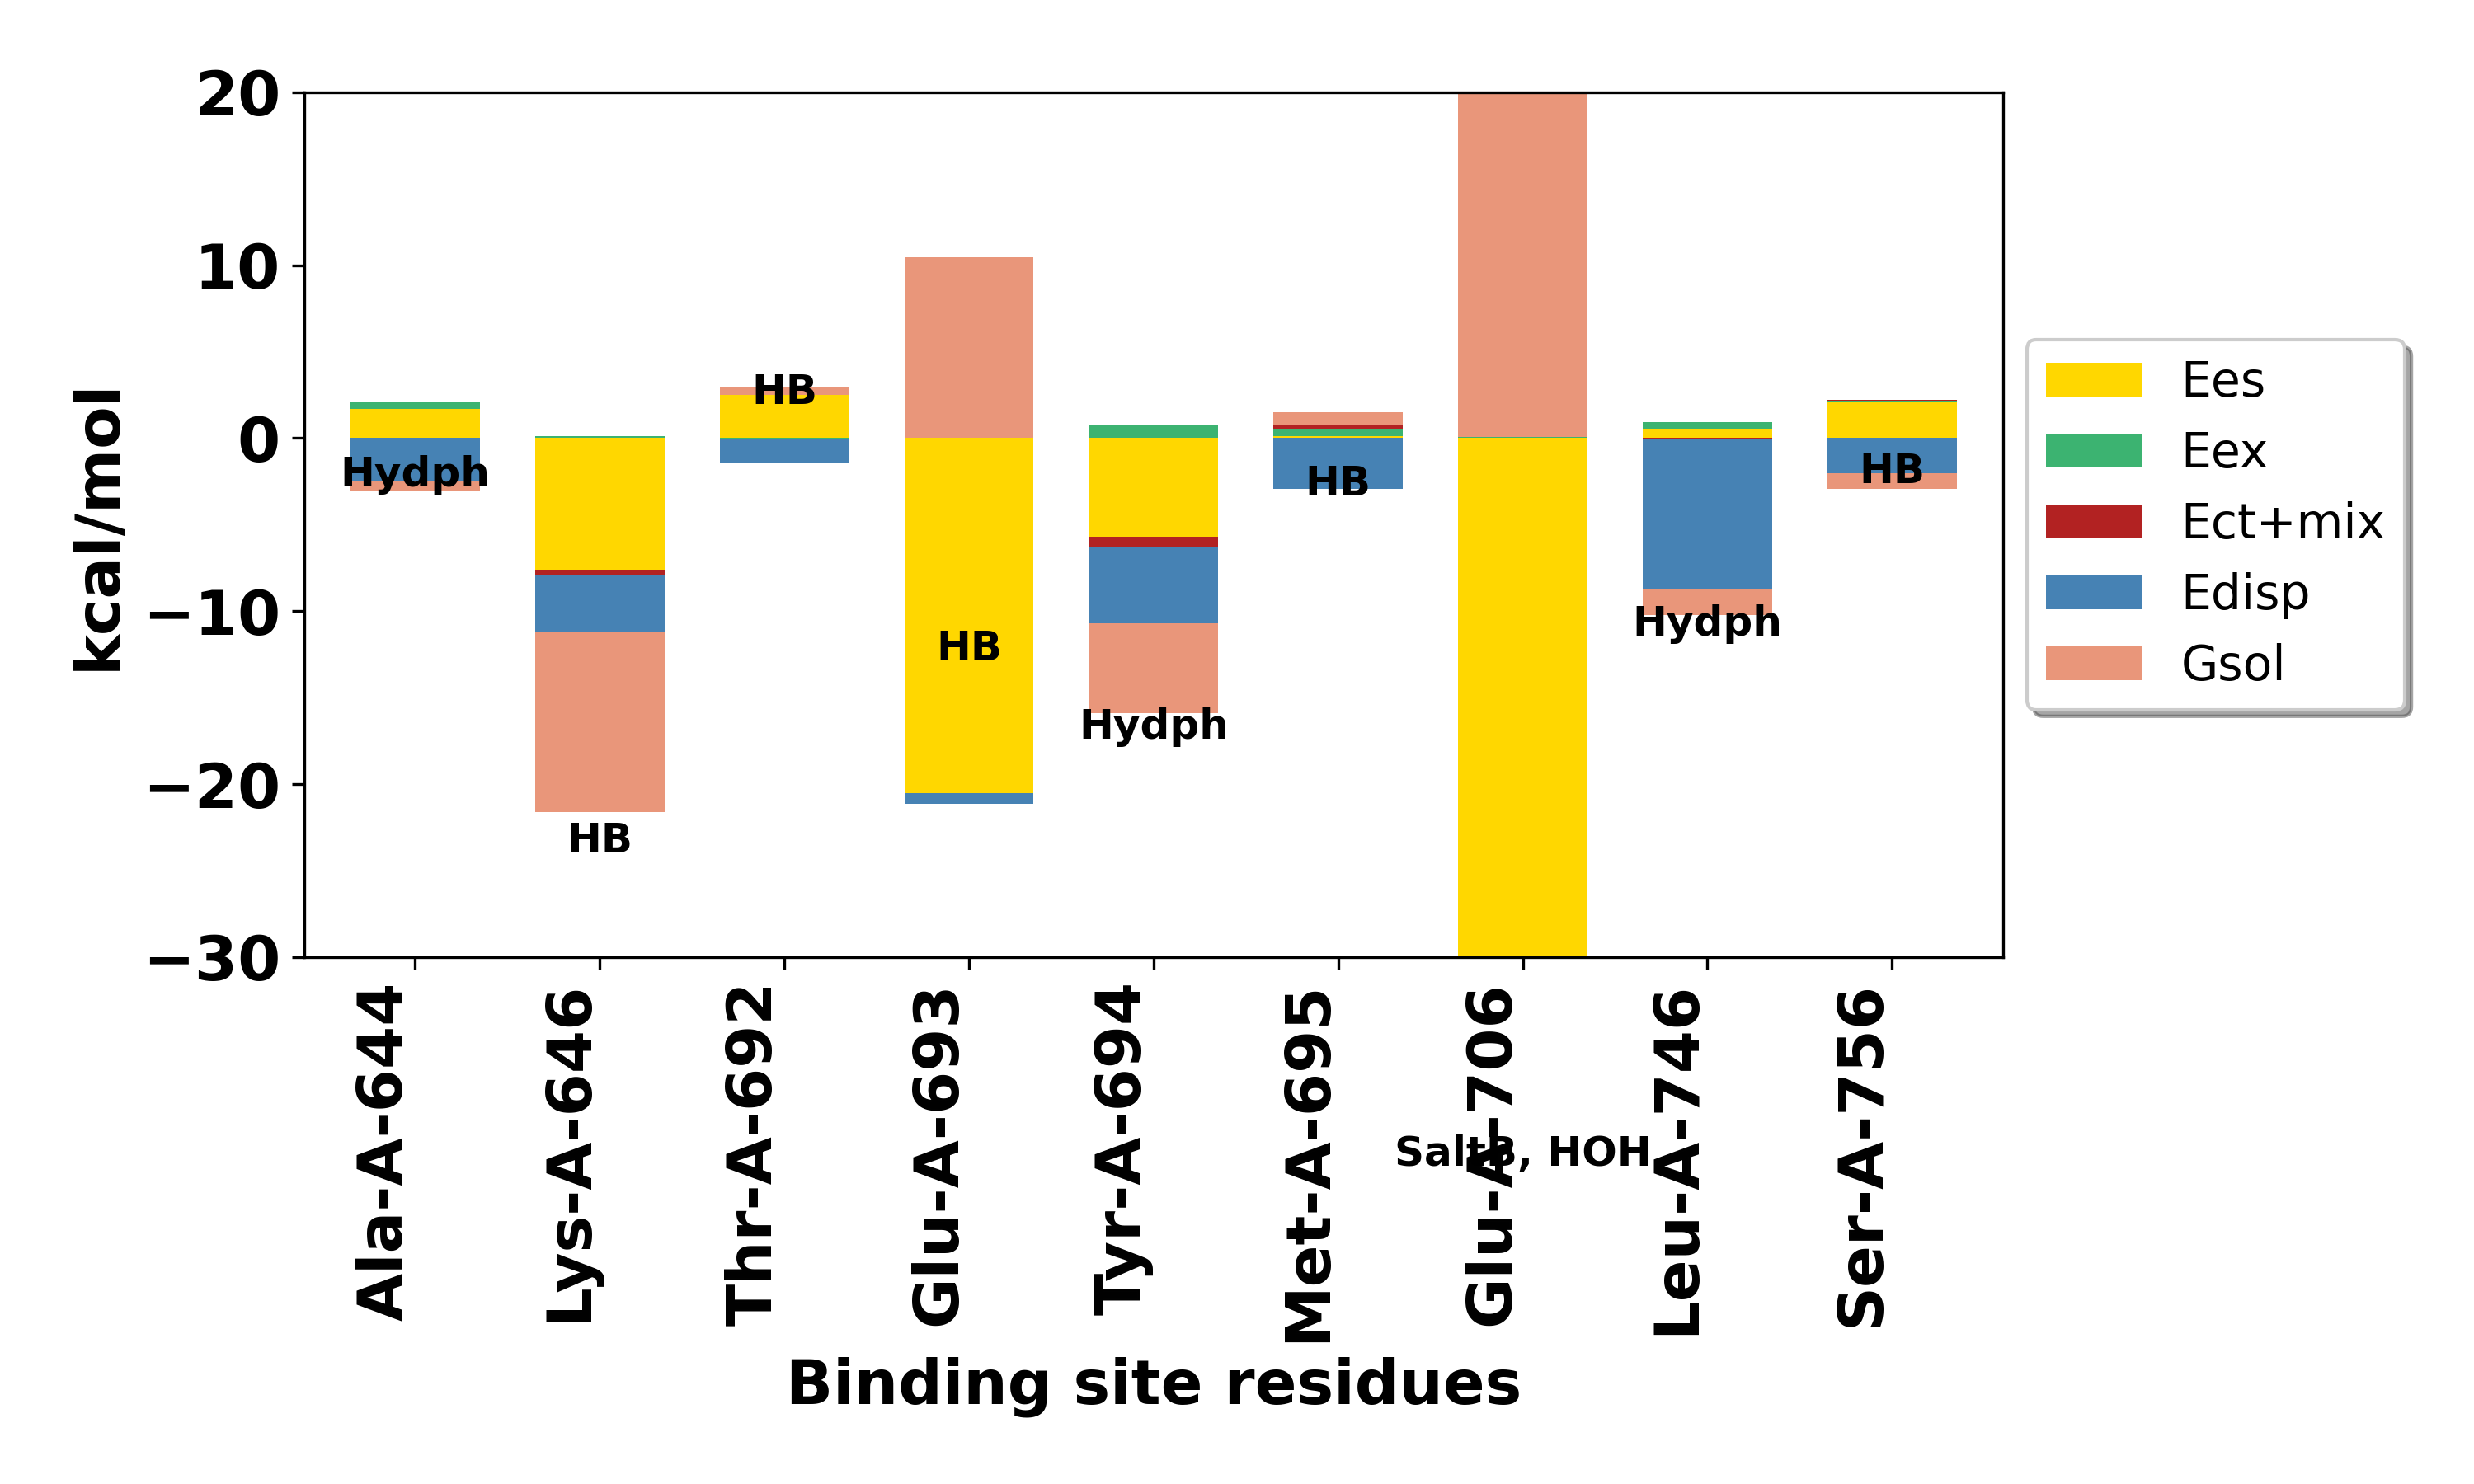 20
10
0
−10
−20
−30
kcal/mol
Hydph
HB
HB
HB
Hydph
HB
SaltB, HOH
Hydph
HB
Ees
Eex
Ect+mix
Edisp
Gsol
Ala-A-644
Lys-A-646
Thr-A-692
Glu-A-693
Tyr-A-694
Met-A-695
Glu-A-706
Leu-A-746
Ser-A-756
Binding site residues